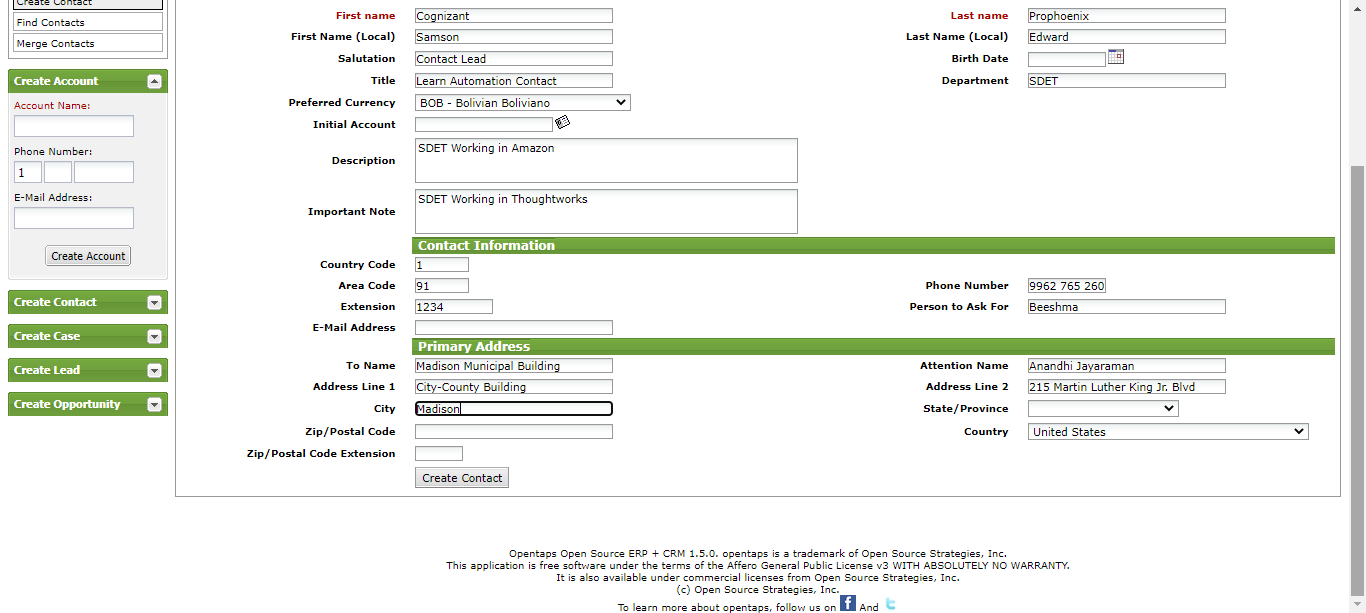 Create Contact
Find Contacts
Merge Contacts
Create Account
Account Name:
Phone Number:
1
E-Mail Address:
Create Account
Create Contact
Create Case
Create Lead
Create Opportunity
First name Cognizant Last name Prophoenix
First Name (Local) Samson Last Name (Local) Edward
Salutation Contact Lead Birth Date
Title Learn Automation Contact Department SDET
Preferred Currency BOB - Bolivian Boliviano
Initial Account
Description SDET Working in Amazon
Important Note SDET Working in Thoughtworks
Contact Information
Country Code 1
Area Code 91 Phone Number 9962 765 260
Extension 1234 Person to Ask For Beeshma
E-Mail Address
Primary Address
To Name Madison Municipal Building Attention Name Anandhi Jayaraman
Address Line 1 City-County Building Address Line 2 215 Martin Luther King Jr. Blvd
City Madison State/Province
Zip/Postal Code Country United States
Zip/Postal Code Extension
Create Contact
Opentaps Open Source ERP + CRM 1.5.0. opentaps is a trademark of Open Source Strategies, Inc.
This application is free software under the terms of the Affero General Public License v3 WITH ABSOLUTELY NO WARRANTY.
It is also available under commercial licenses from Open Source Strategies, Inc.
(c) Open Source Strategies, Inc.
To learn more about opentaps, follow us on f And t